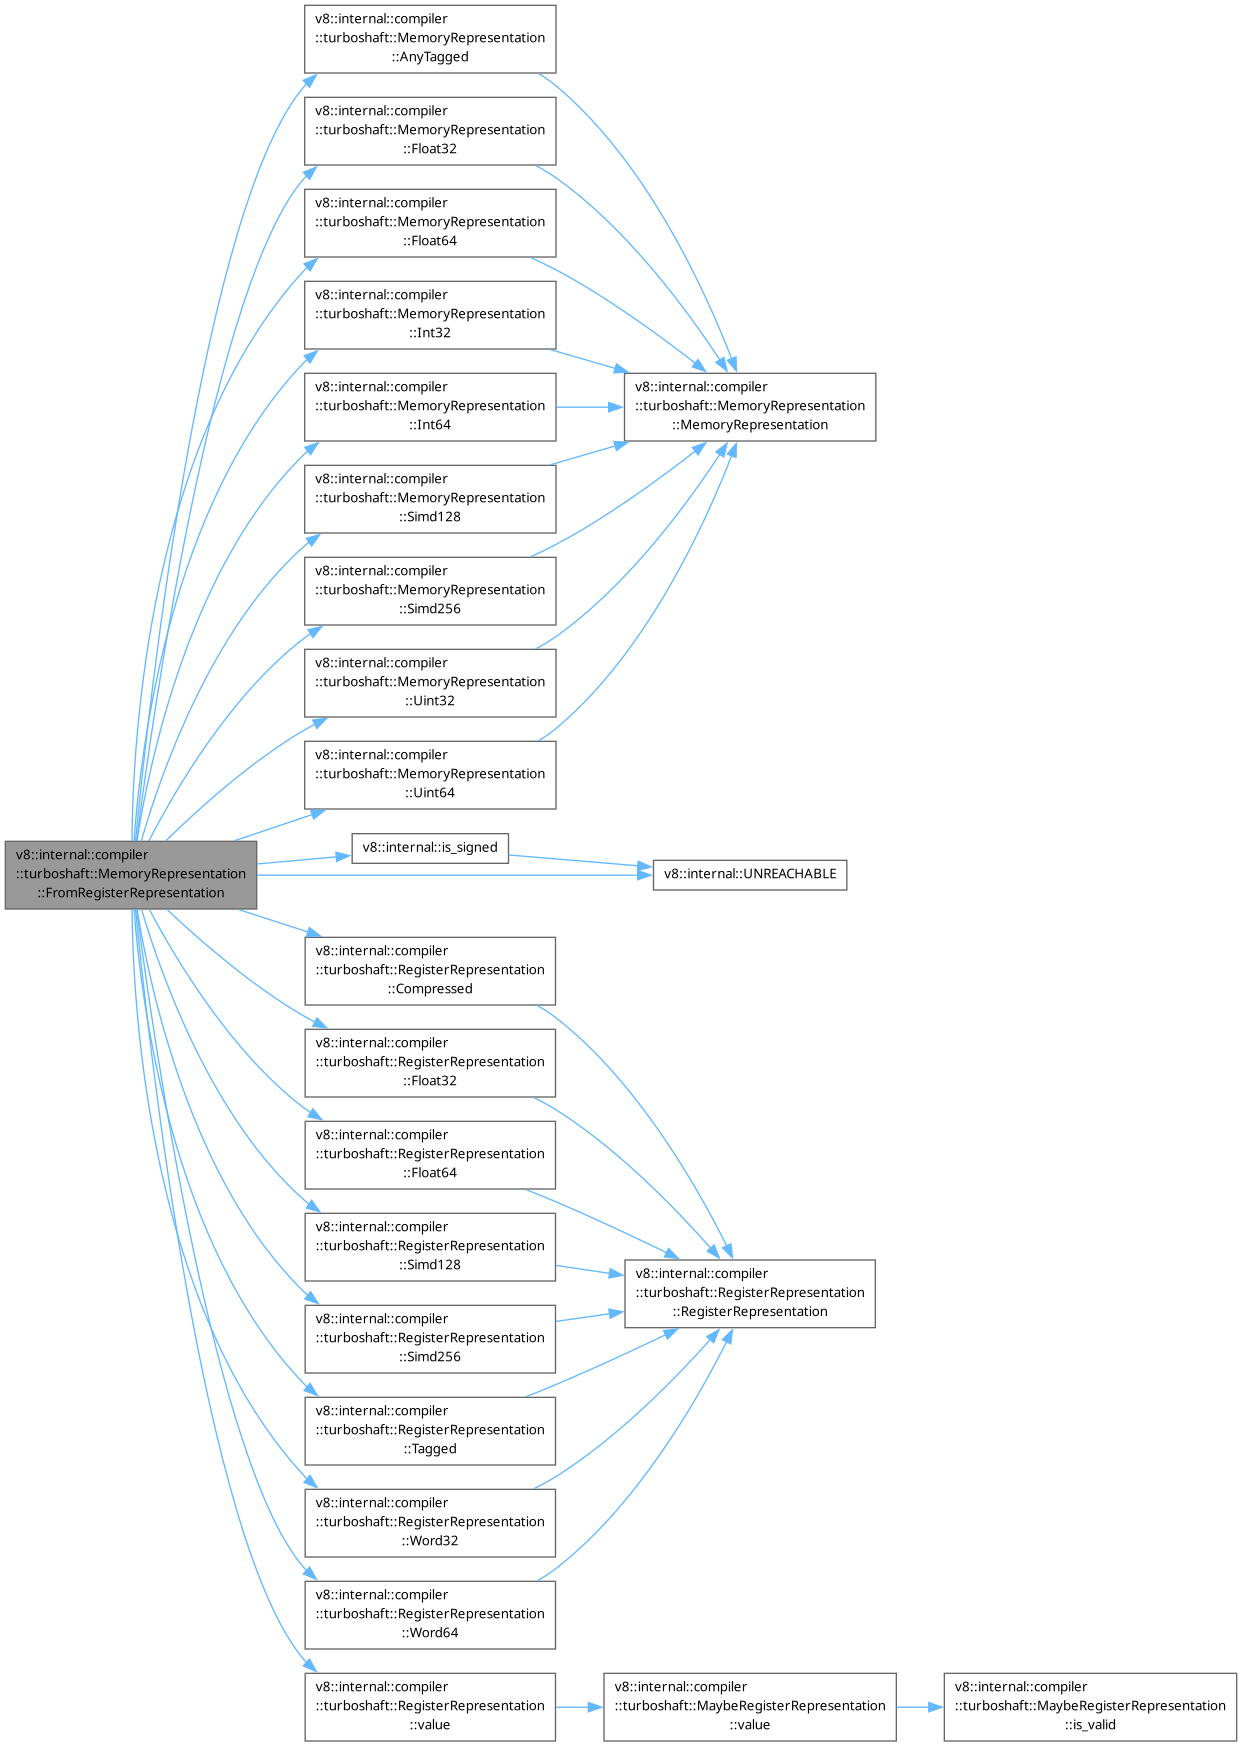 v8::internal::compiler
::turboshaft::MemoryRepresentation
::AnyTagged
v8::internal::compiler
::turboshaft::MemoryRepresentation
::Float32
v8::internal::compiler
::turboshaft::MemoryRepresentation
::Float64
v8::internal::compiler
::turboshaft::MemoryRepresentation
::Int32
v8::internal::compiler
::turboshaft::MemoryRepresentation
::Int64
v8::internal::compiler
::turboshaft::MemoryRepresentation
::MemoryRepresentation
v8::internal::compiler
::turboshaft::MemoryRepresentation
::Simd128
v8::internal::compiler
::turboshaft::MemoryRepresentation
::Simd256
v8::internal::compiler
::turboshaft::MemoryRepresentation
::Uint32
v8::internal::compiler
::turboshaft::MemoryRepresentation
::Uint64
v8::internal::compiler
::turboshaft::MemoryRepresentation
::FromRegisterRepresentation
v8::internal::is_signed
v8::internal::UNREACHABLE
v8::internal::compiler
::turboshaft::RegisterRepresentation
::Compressed
v8::internal::compiler
::turboshaft::RegisterRepresentation
::Float32
v8::internal::compiler
::turboshaft::RegisterRepresentation
::Float64
v8::internal::compiler
::turboshaft::RegisterRepresentation
::Simd128
v8::internal::compiler
::turboshaft::RegisterRepresentation
::RegisterRepresentation
v8::internal::compiler
::turboshaft::RegisterRepresentation
::Simd256
v8::internal::compiler
::turboshaft::RegisterRepresentation
::Tagged
v8::internal::compiler
::turboshaft::RegisterRepresentation
::Word32
v8::internal::compiler
::turboshaft::RegisterRepresentation
::Word64
v8::internal::compiler
::turboshaft::RegisterRepresentation
::value
v8::internal::compiler
::turboshaft::MaybeRegisterRepresentation
::value
v8::internal::compiler
::turboshaft::MaybeRegisterRepresentation
::is_valid